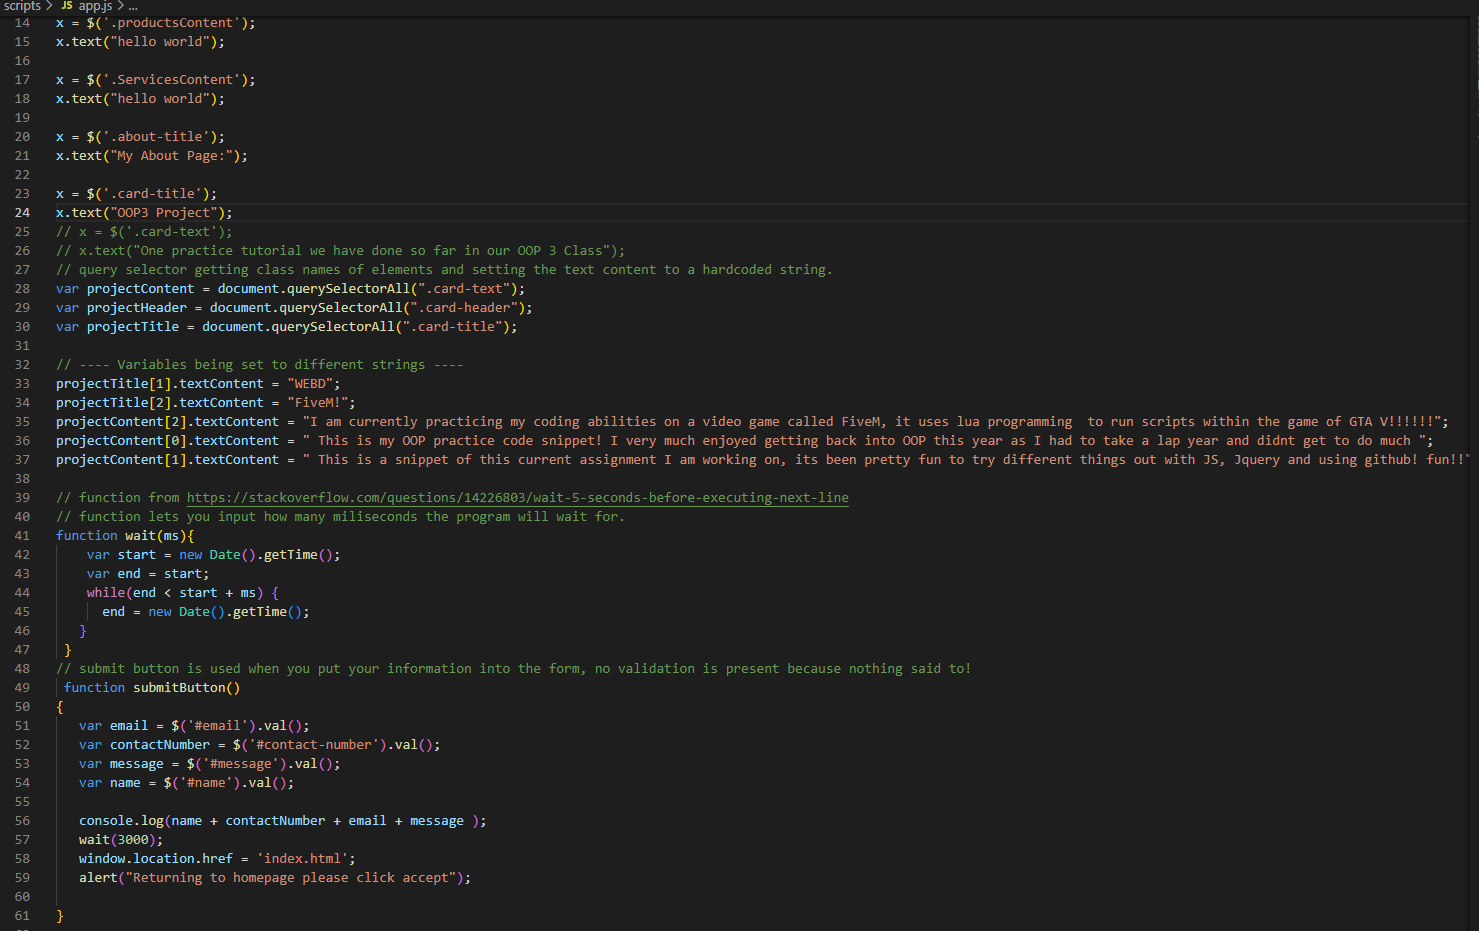 scripts > JS app.js > ...
14 x = $('.productsContent');
15 x.text("hello world");
16
17 x = $('.ServicesContent');
18 x.text("hello world");
19
20 x = $('.about-title');
21 x.text("My About Page:");
22
23 x = $('.card-title');
24 x.text("OOP3 Project");
25 // x = $('.card-text');
26 // x.text("One practice tutorial we have done so far in our OOP 3 Class");
27 // query selector getting class names of elements and setting the text content to a hardcoded string.
28 var projectContent = document.querySelectorAll(".card-text");
29 var projectHeader = document.querySelectorAll(".card-header");
30 var projectTitle = document.querySelectorAll(".card-title");
31
32 // ---- Variables being set to different strings ----
33 projectTitle[1].textContent = "WEBD";
34 projectTitle[2].textContent = "FiveM!";
35 projectContent[2].textContent = "I am currently practicing my coding abilities on a video game called FiveM, it uses lua programming  to run scripts within the game of GTA V!!!!!!";
36 projectContent[0].textContent = " This is my OOP practice code snippet! I very much enjoyed getting back into OOP this year as I had to take a lap year and didnt get to do much ";
37 projectContent[1].textContent = " This is a snippet of this current assignment I am working on, its been pretty fun to try different things out with JS, Jquery and using github! fun!!"
38
39 // function from https://stackoverflow.com/questions/14226803/wait-5-seconds-before-executing-next-line
40 // function lets you input how many miliseconds the program will wait for.
41 function wait(ms){
42     var start = new Date().getTime();
43     var end = start;
44     while(end < start + ms) {
45       end = new Date().getTime();
46    }
47  }
48 // submit button is used when you put your information into the form, no validation is present because nothing said to!
49  function submitButton()
50 {
51    var email = $('#email').val();
52    var contactNumber = $('#contact-number').val();
53    var message = $('#message').val();
54    var name = $('#name').val();
55
56    console.log(name + contactNumber + email + message );
57    wait(3000);
58    window.location.href = 'index.html';
59    alert("Returning to homepage please click accept");
60
61 }